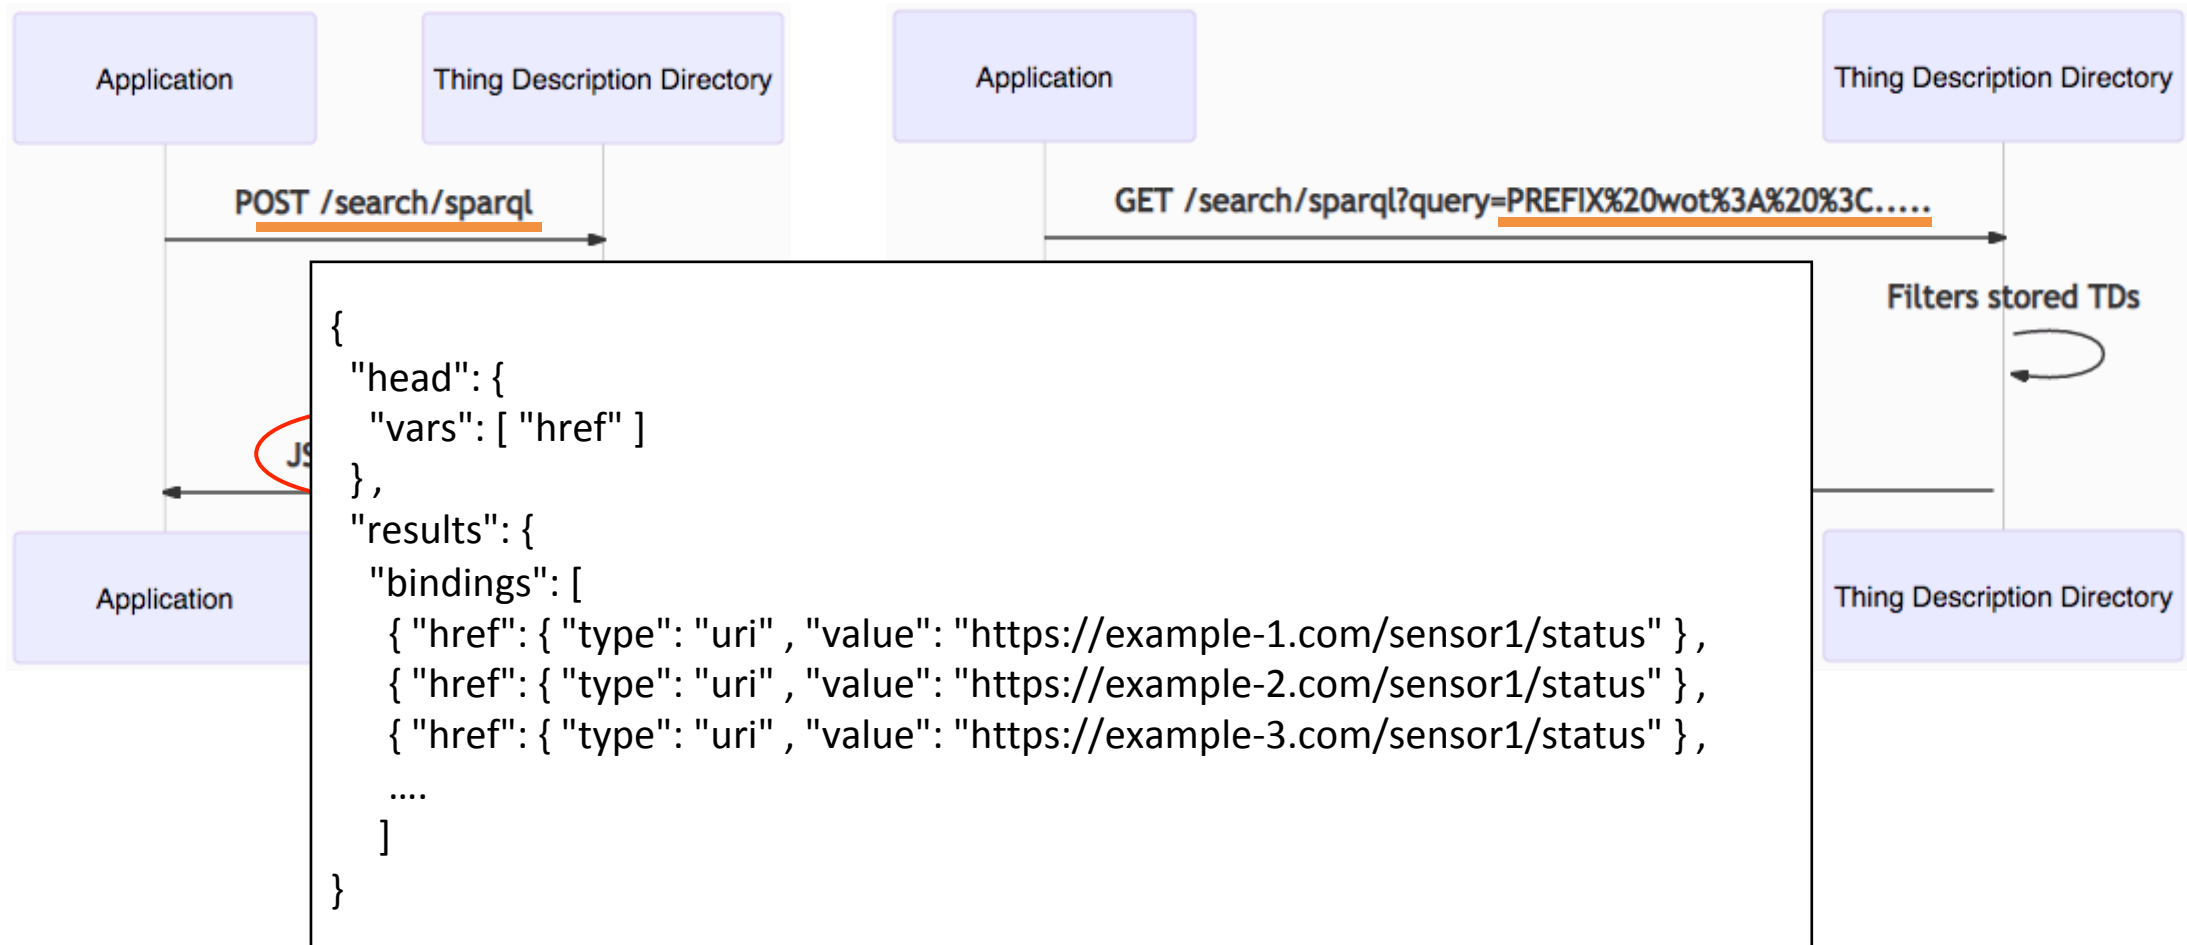 Application
Thing Description Directory
Application
Thing Description Directory
POST /search/sparql
GET /search/sparql?query=PREFIX%20wot%3A%20%3C.....
Filters stored TDs
{
"head": {
"vars": [ "href" ]
} ,
"results": {
"bindings": [
{ "href": { "type": "uri" , "value": "https://example-1.com/sensor1/status" } ,
{ "href": { "type": "uri" , "value": "https://example-2.com/sensor1/status" } ,
{ "href": { "type": "uri" , "value": "https://example-3.com/sensor1/status" } ,
....
]
}
Application
Thing Description Directory